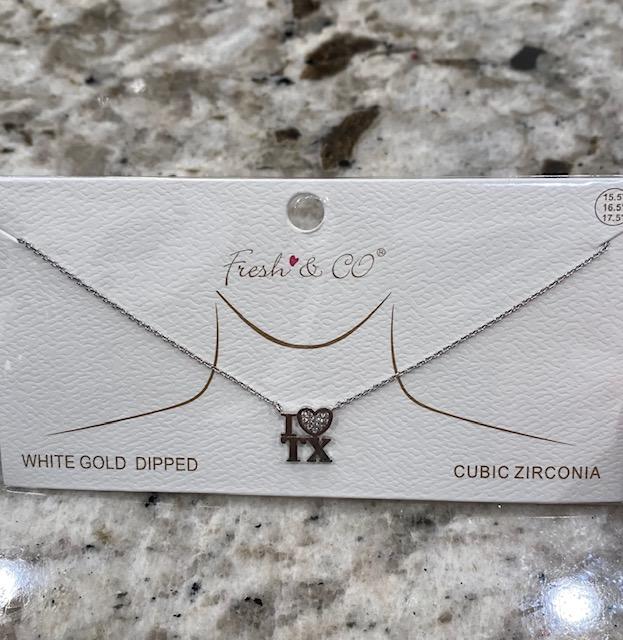 15.5"
16.5"
17.5"
Fresh & CO®
I
TX
WHITE GOLD DIPPED
CUBIC ZIRCONIA